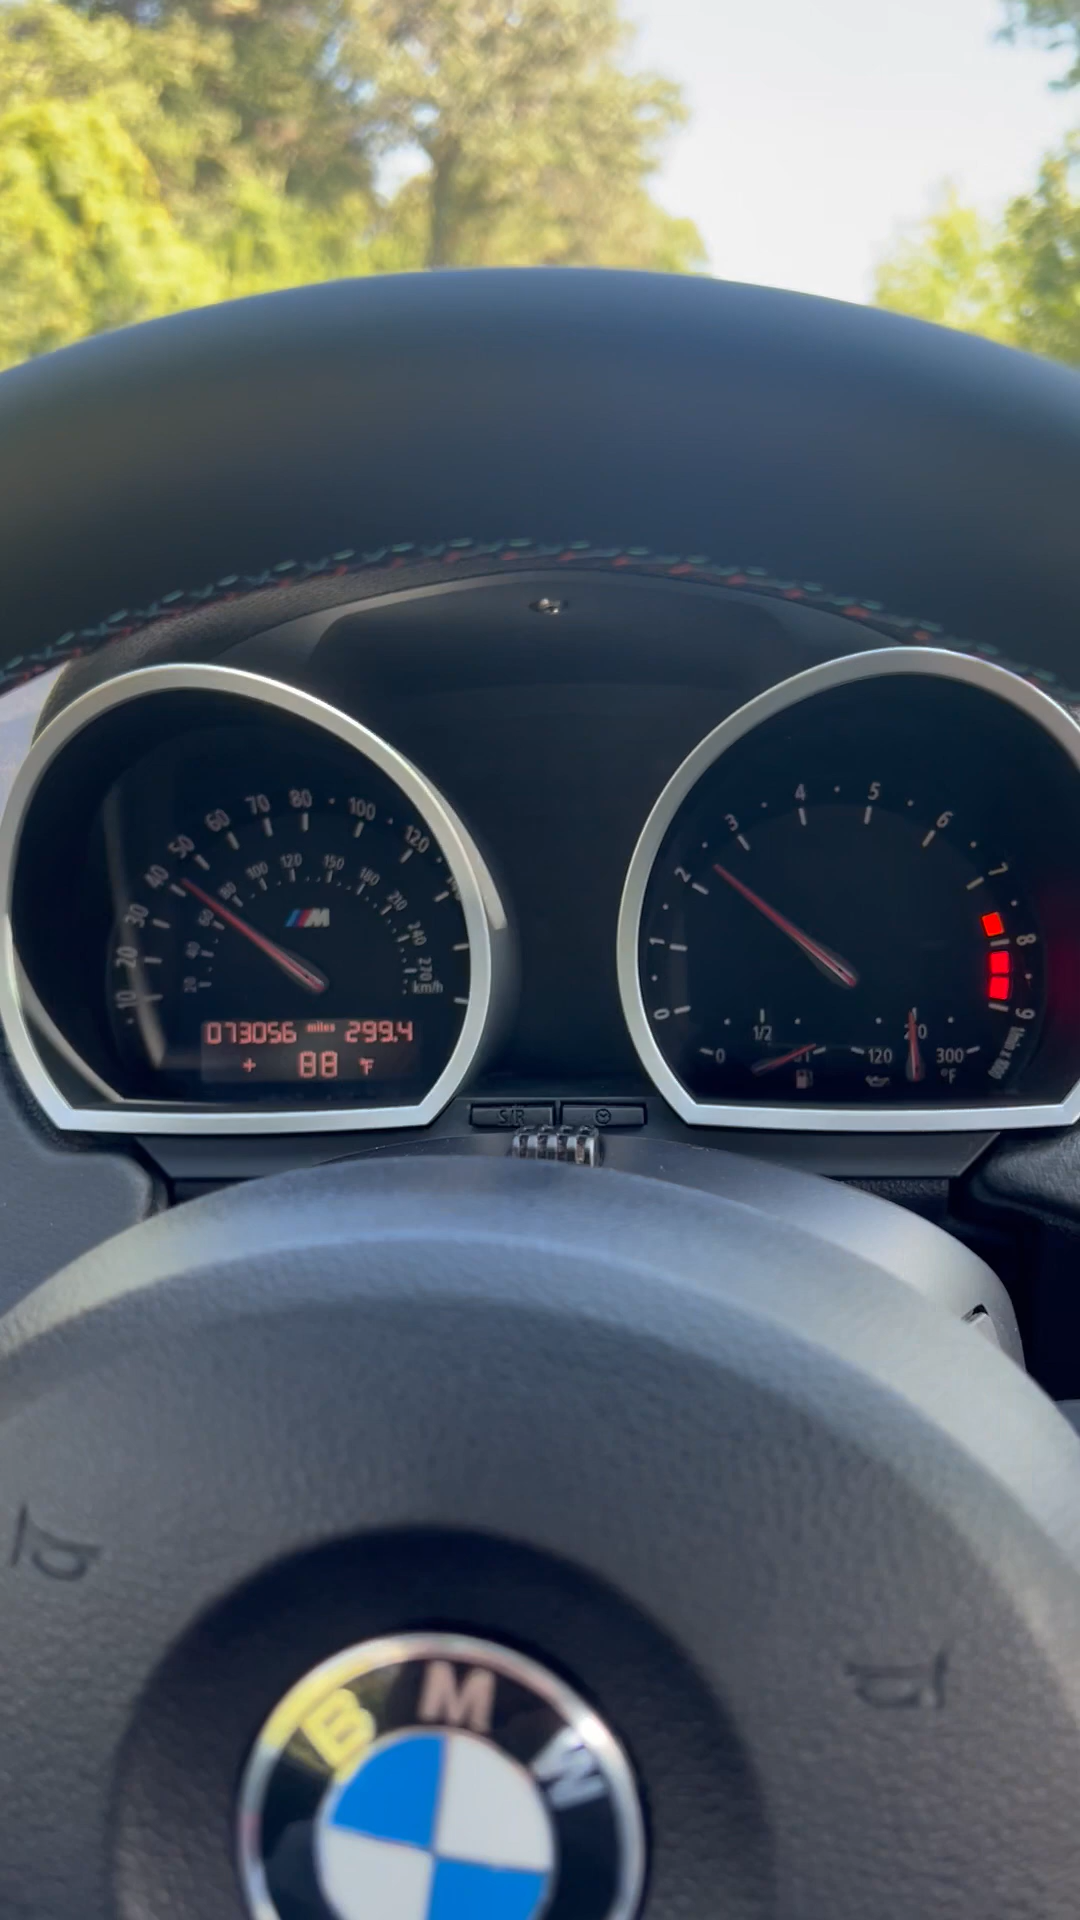 10 20 30 40 50 60 70 80 100 120
20 40 60 80 100 120 150 180 210 240 270
km/h
M
073056 miles 299.4
+ 88 °F
0 1 2 3 4 5 6 7 8 9
0 1/2
120 300
°F
S/R
B M W